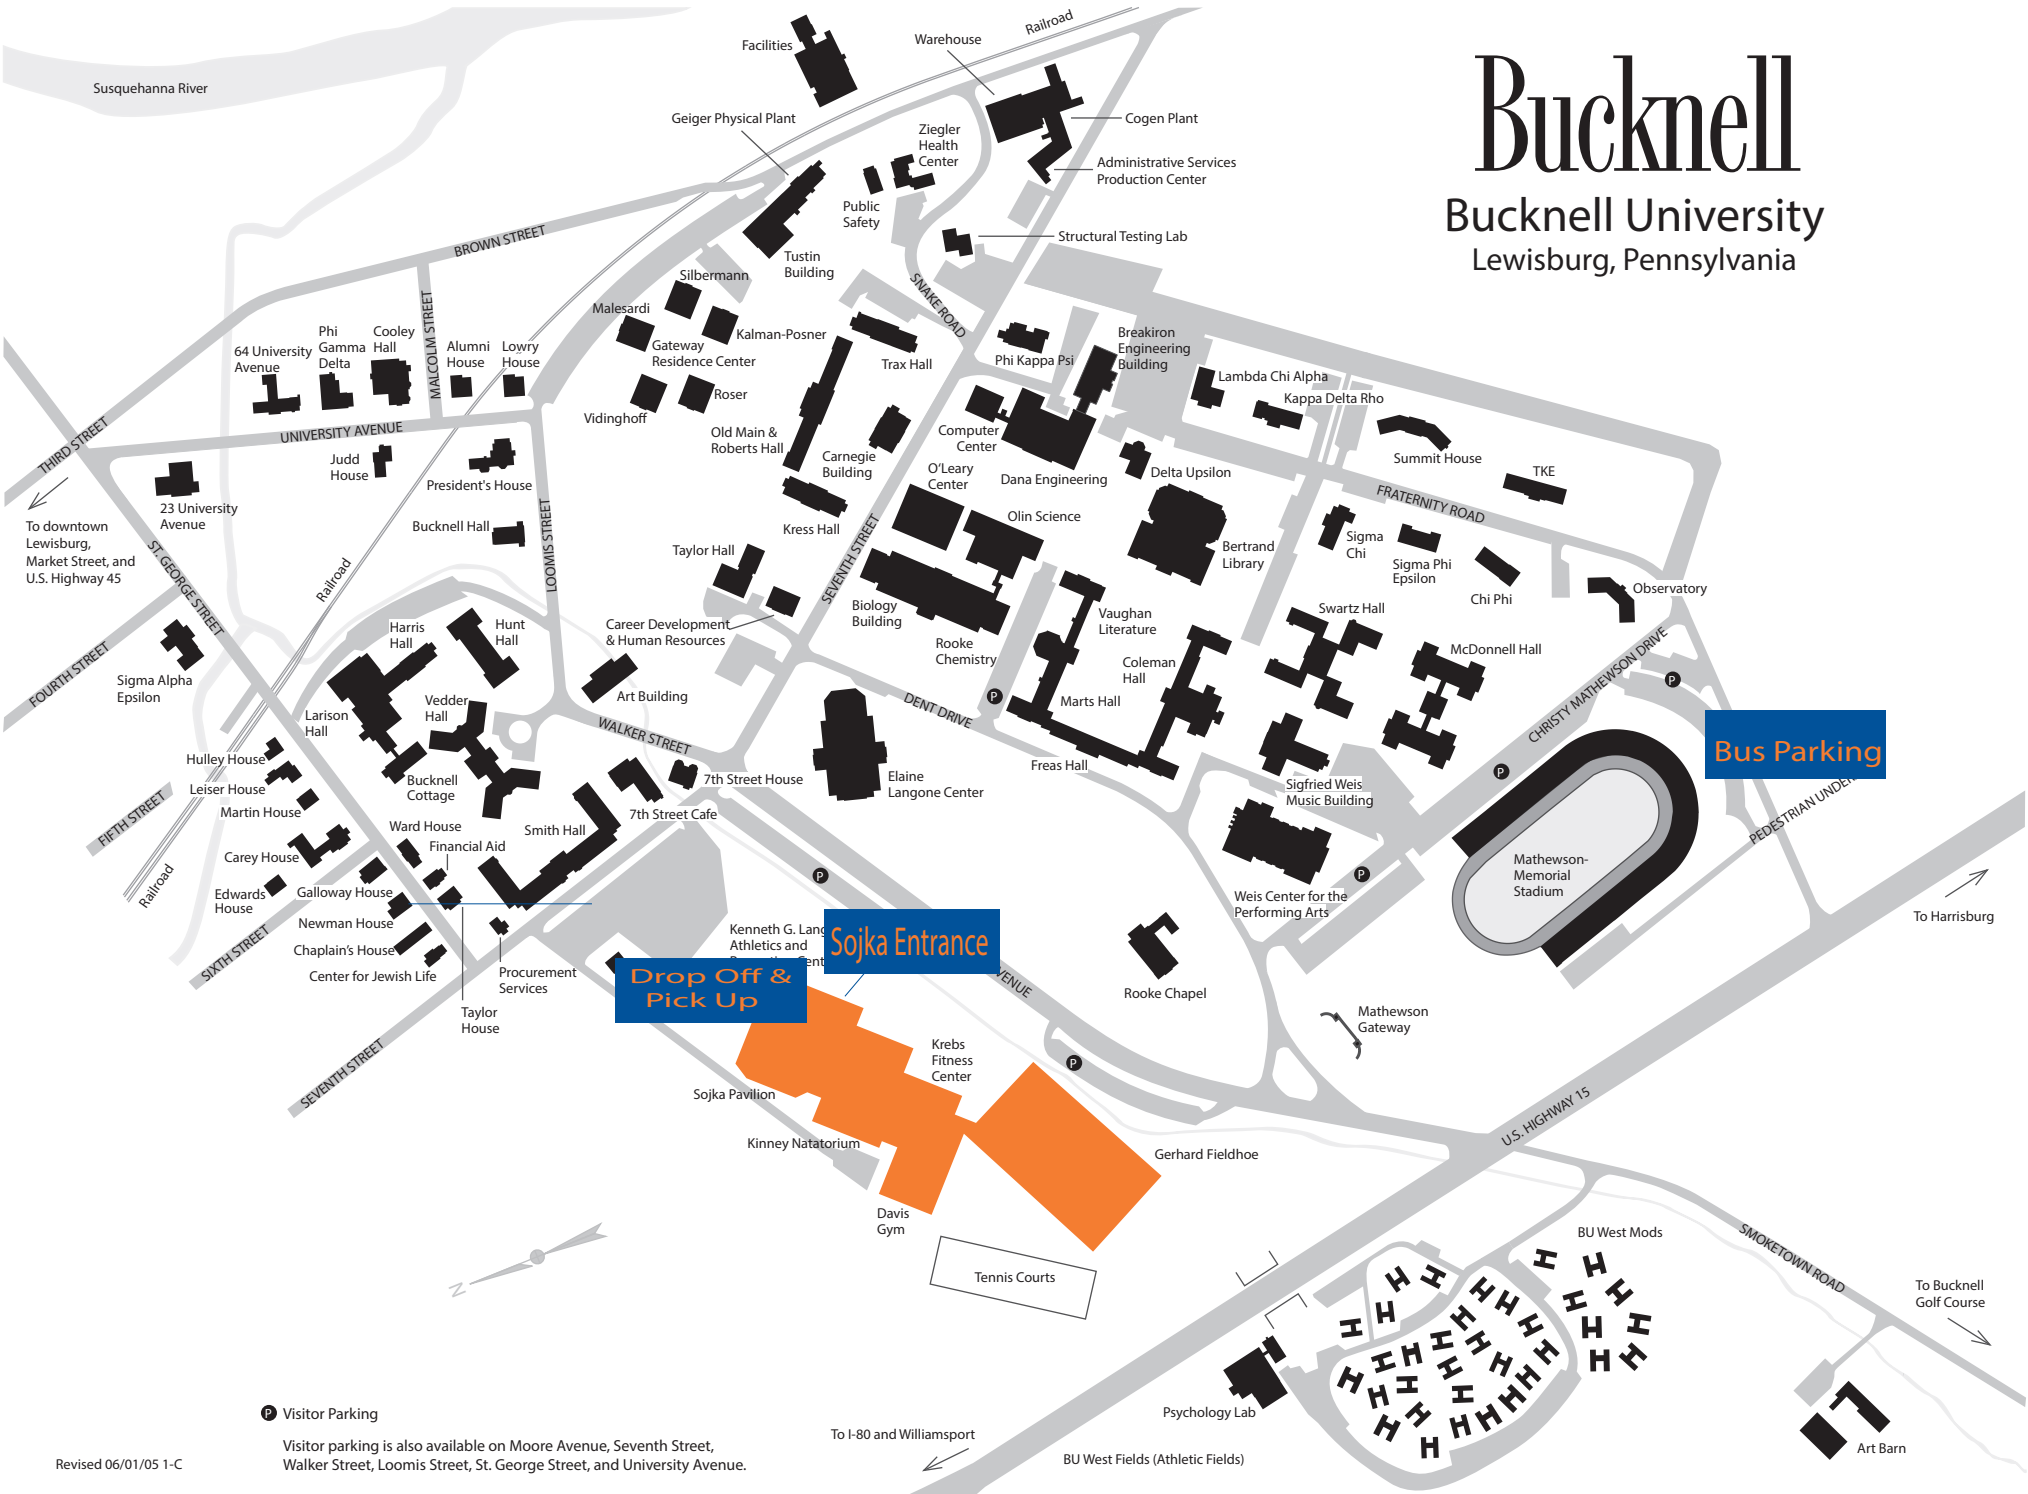 Bucknell
Bucknell University
Lewisburg, Pennsylvania
Susquehanna River
Facilities
Warehouse
Railroad
Geiger Physical Plant
Ziegler
Health
Center
Cogen Plant
Administrative Services
Production Center
Public
Safety
Structural Testing Lab
Tustin
Building
BROWN STREET
MALCOLM STREET
SNAKE ROAD
Silbermann
Malesardi
Kalman-Posner
Gateway
Residence Center
Roser
Vidinghoff
Trax Hall
Phi Kappa Psi
Breakiron
Engineering
Building
Lambda Chi Alpha
Kappa Delta Rho
Summit House
TKE
64 University
Avenue
Phi
Gamma
Delta
Cooley
Hall
Alumni
House
Lowry
House
THIRD STREET
UNIVERSITY AVENUE
Judd
House
President's House
23 University
Avenue
Bucknell Hall
To downtown
Lewisburg,
Market Street, and
U.S. Highway 45
ST. GEORGE STREET
Railroad
LOOMIS STREET
Old Main &
Roberts Hall
Carnegie
Building
Kress Hall
Computer
Center
O'Leary
Center
Dana Engineering
Delta Upsilon
Olin Science
FRATERNITY ROAD
SEVENTH STREET
Taylor Hall
Career Development
& Human Resources
Biology
Building
Rooke
Chemistry
Bertrand
Library
Vaughan
Literature
Coleman
Hall
Marts Hall
Freas Hall
Sigma
Chi
Sigma Phi
Epsilon
Chi Phi
Observatory
Swartz Hall
McDonnell Hall
CHRISTY MATHEWSON DRIVE
P
P
P
P
P
P
Bus Parking
PEDESTRIAN UNDER
FOURTH STREET
Sigma Alpha
Epsilon
Harris
Hall
Hunt
Hall
Larison
Hall
Vedder
Hall
Art Building
WALKER STREET
DENT DRIVE
Bucknell
Cottage
7th Street House
7th Street Cafe
Elaine
Langone Center
Sigfried Weis
Music Building
Hulley House
Leiser House
Martin House
FIFTH STREET
Ward House
Financial Aid
Smith Hall
Carey House
Edwards
House
Galloway House
Newman House
Chaplain's House
Center for Jewish Life
Railroad
SIXTH STREET
Procurement
Services
Taylor
House
SEVENTH STREET
Kenneth G. Lang
Athletics and
Sojka Entrance
Drop Off &
Pick Up
VENUE
Weis Center for the
Performing Arts
Mathewson-
Memorial
Stadium
To Harrisburg
Rooke Chapel
Mathewson
Gateway
Krebs
Fitness
Center
Sojka Pavilion
Kinney Natatorium
Davis
Gym
Gerhard Fieldhoe
Tennis Courts
U.S. HIGHWAY 15
BU West Mods
SMOKETOWN ROAD
To Bucknell
Golf Course
N
Psychology Lab
Art Barn
To I-80 and Williamsport
BU West Fields (Athletic Fields)
P Visitor Parking
Visitor parking is also available on Moore Avenue, Seventh Street,
Walker Street, Loomis Street, St. George Street, and University Avenue.
Revised 06/01/05 1-C